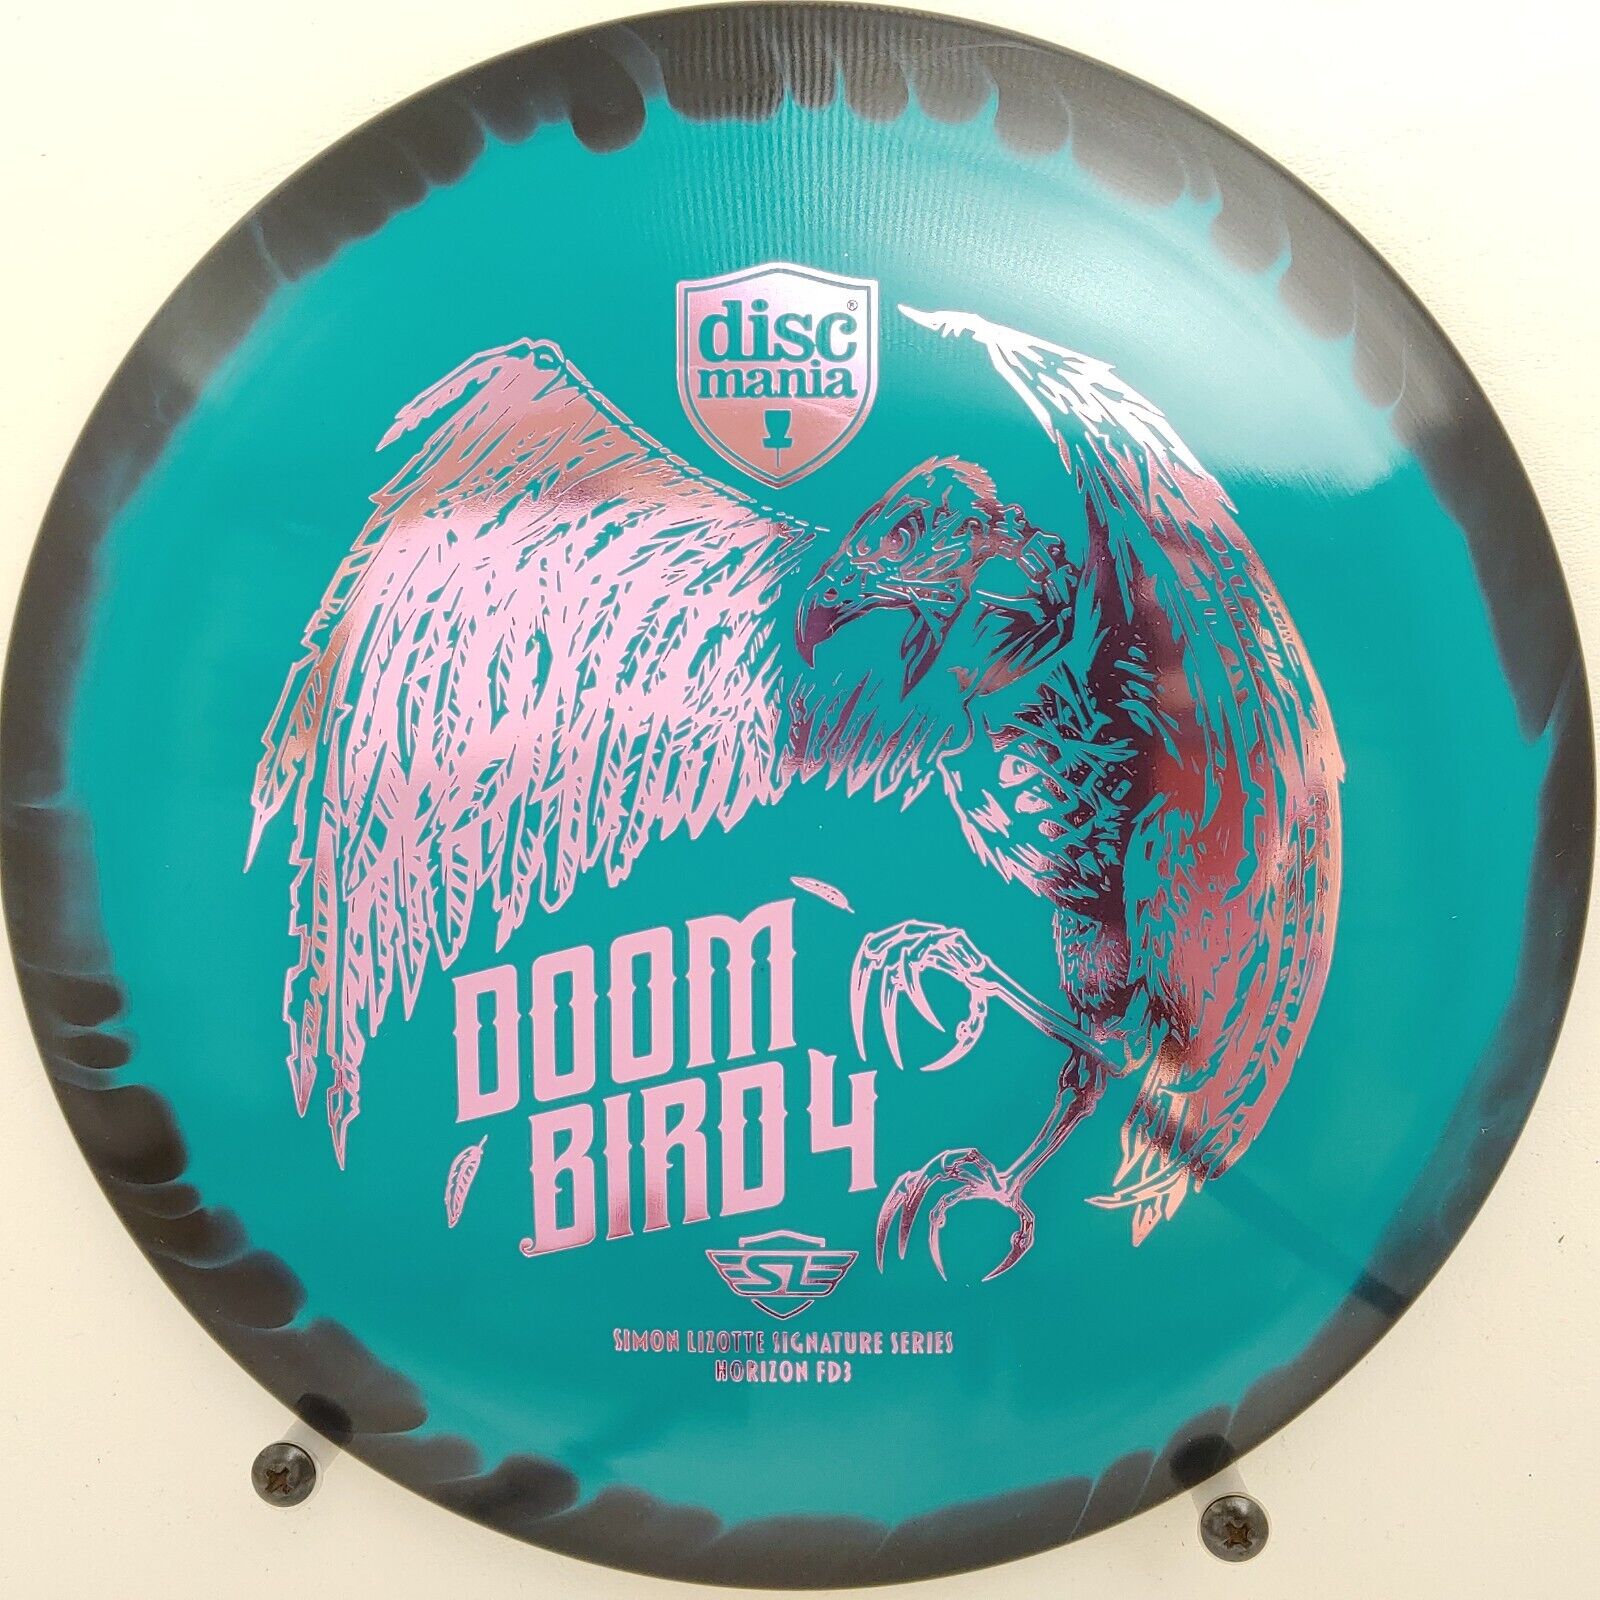 disc®
mania
DOOM
BIRD 4
SL
SIMON LIZOTTE SIGNATURE SERIES
HORIZON FD3